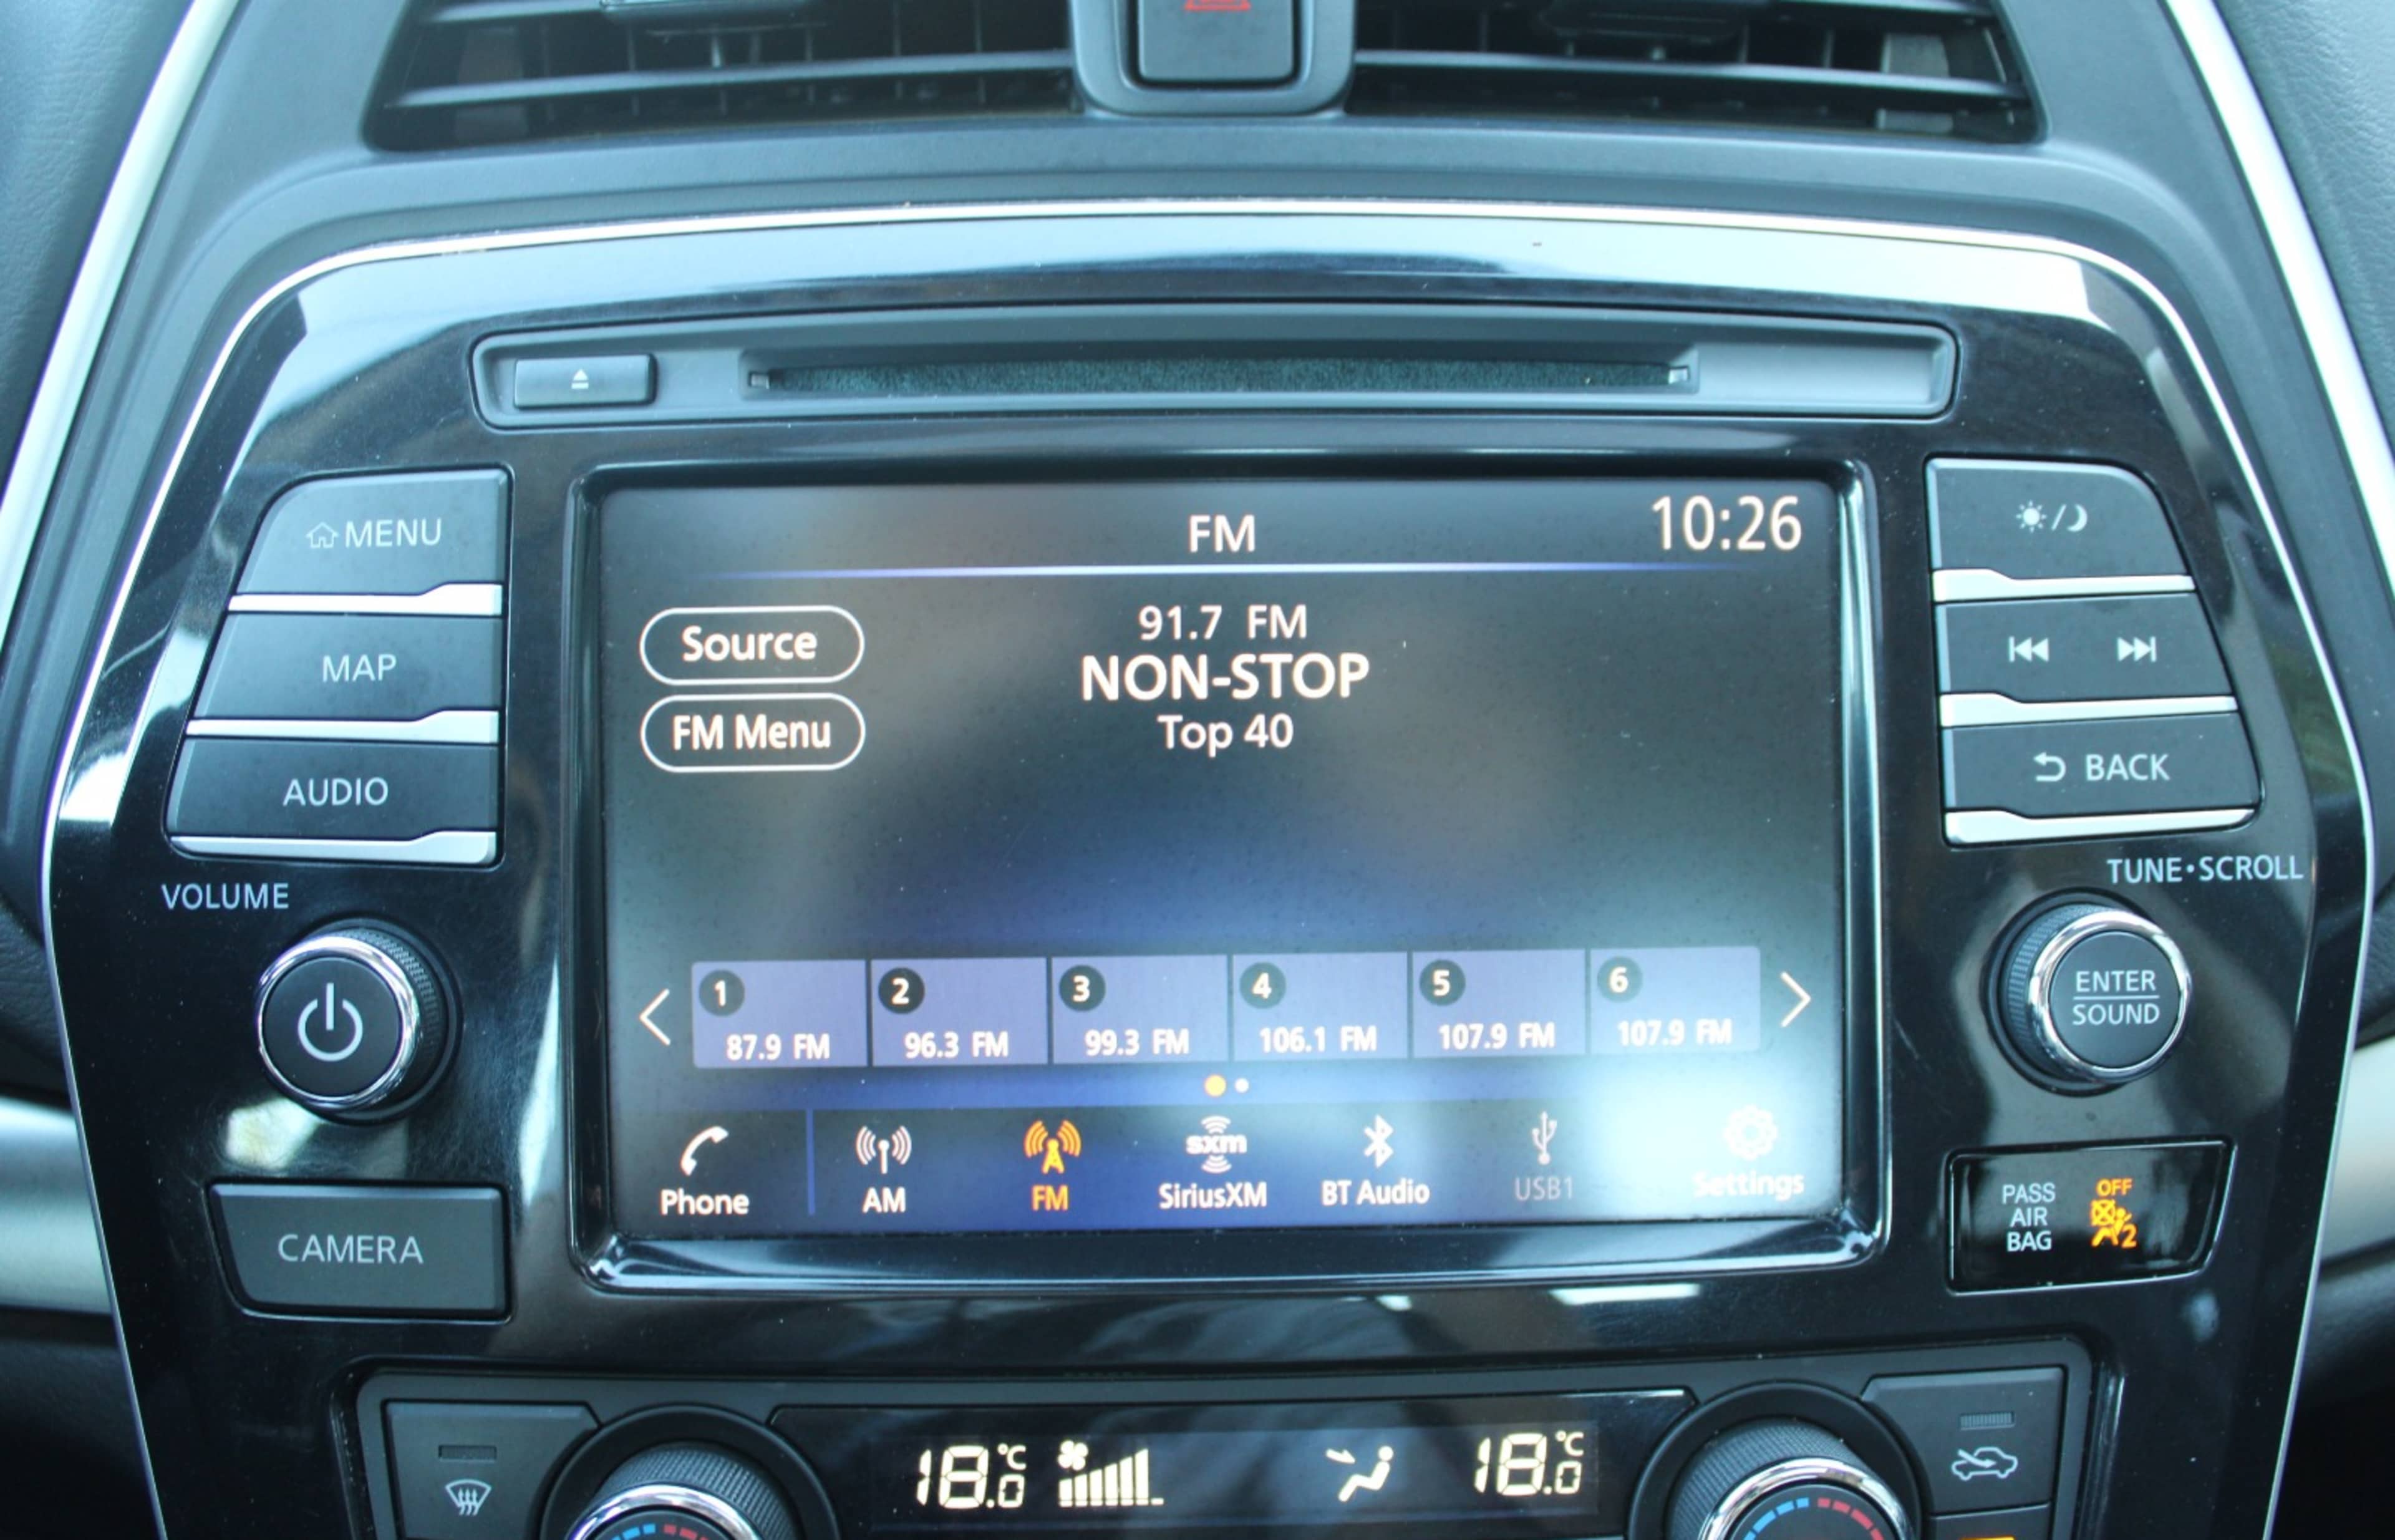 MENU
MAP
AUDIO
VOLUME
CAMERA
FM
10:26
Source
FM Menu
91.7 FM
NON-STOP
Top 40
1
87.9 FM
2
96.3 FM
3
99.3 FM
4
106.1 FM
5
107.9 FM
6
107.9 FM
Phone
AM
FM
sxm
SiriusXM
BT Audio
USB1
Settings
BACK
TUNE·SCROLL
ENTER
SOUND
PASS
AIR
BAG
OFF
2
18.0 °C
18.0 °C